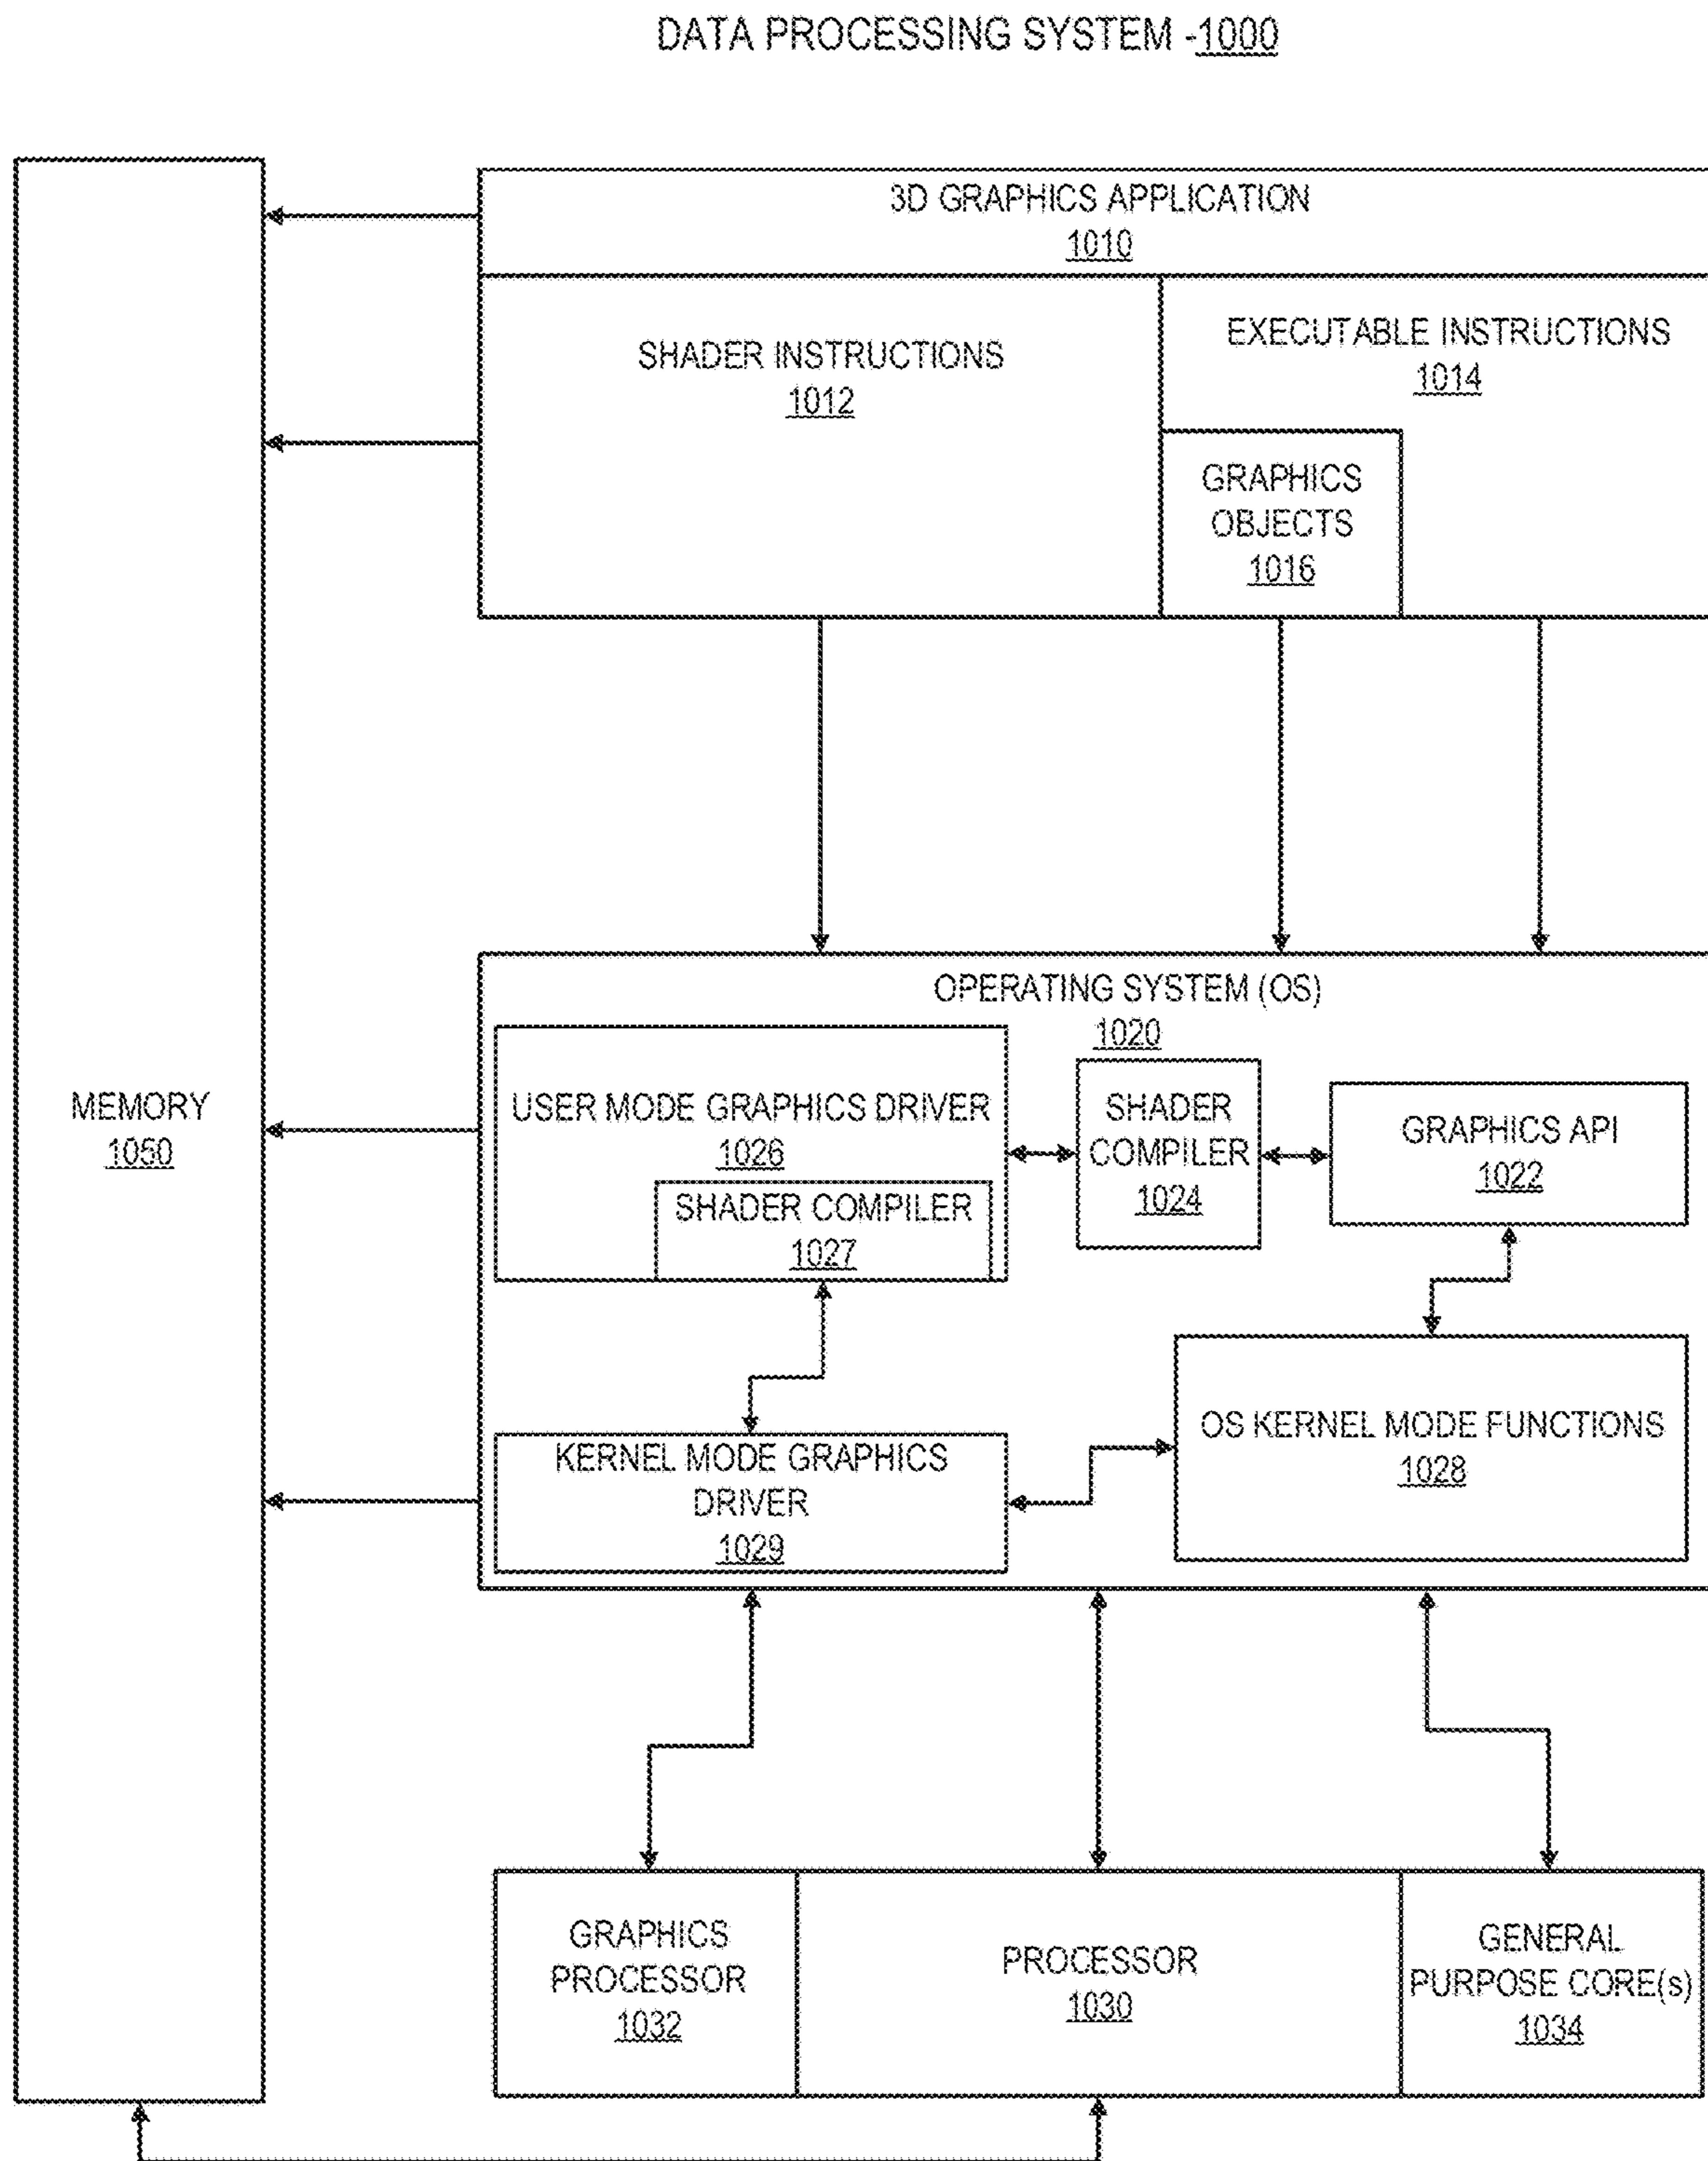 DATA PROCESSING SYSTEM -1000
3D GRAPHICS APPLICATION
1010
SHADER INSTRUCTIONS
1012
EXECUTABLE INSTRUCTIONS
1014
GRAPHICS
OBJECTS
1016
OPERATING SYSTEM (OS)
1020
USER MODE GRAPHICS DRIVER
1026
SHADER COMPILER
1027
SHADER
COMPILER
1024
GRAPHICS API
1022
MEMORY
1050
KERNEL MODE GRAPHICS
DRIVER
1029
OS KERNEL MODE FUNCTIONS
1028
GRAPHICS
PROCESSOR
1032
PROCESSOR
1030
GENERAL
PURPOSE CORE(s)
1034